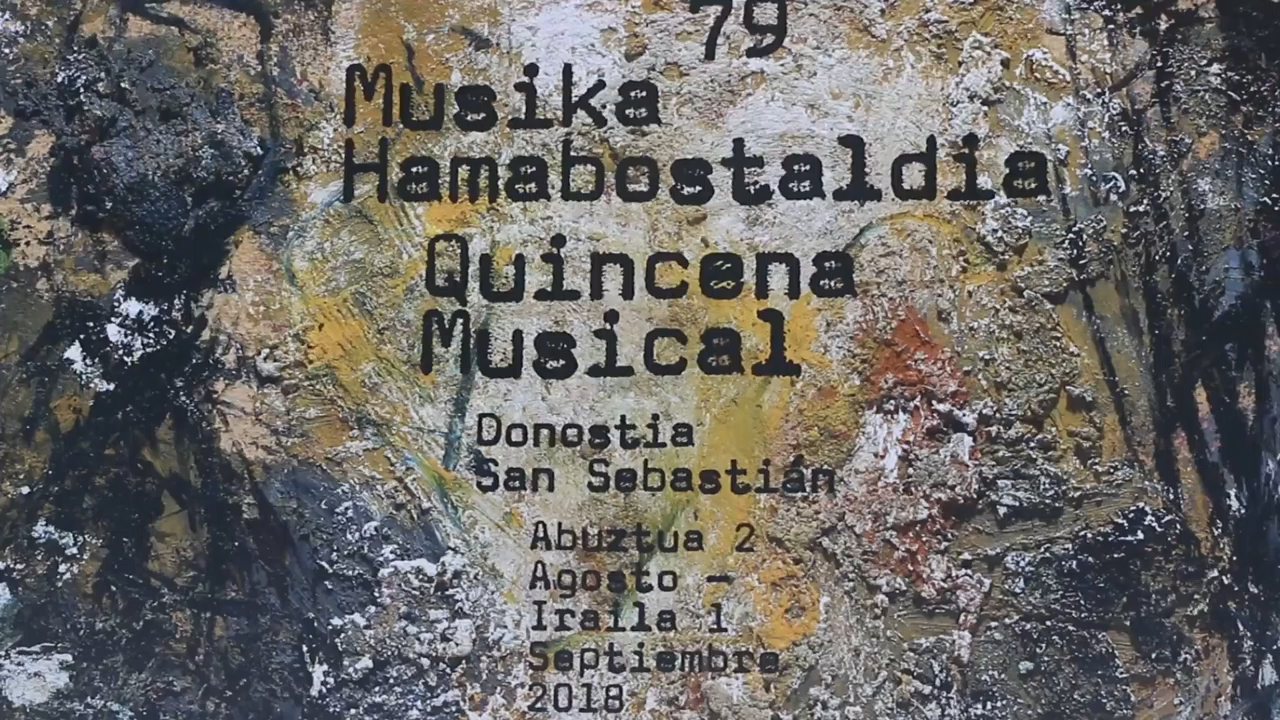 79
Musika
Hamabostaldia
Quincena
Musical
Donostia
San Sebastián
Abuztua 2
Agosto –
Iraila 1
Septiembre
2018